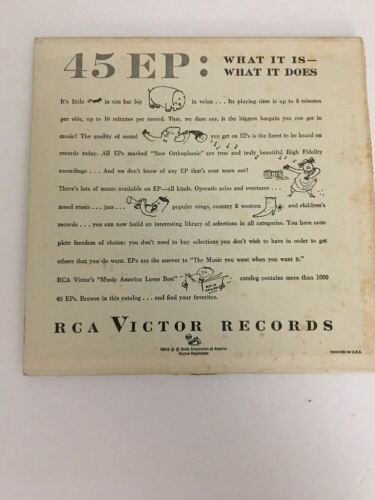 45 EP: WHAT IT IS—
WHAT IT DOES
It's little in size but big in value . . . Its playing time is up to 8 minutes
per side, up to 16 minutes per record. That, we dare say, is the biggest bargain you can get in
music! The quality of sound you get on EPs is the finest to be heard on
records today. All EPs marked "New Orthophonic" are true and truly beautiful High Fidelity
recordings . . . And we don't know of any EP that's ever worn out!
There's lots of music available on EP—all kinds. Operatic arias and overtures . . .
mood music . . . jazz . . . popular songs, country & western and children's
records . . . you can now build an interesting library of selections in all categories. You have com-
plete freedom of choice; you don't need to buy selections you don't wish to have in order to get
others that you do want. EPs are the answer to "The Music you want when you want it."
RCA Victor's "Music America Loves Best" catalog contains more than 1000
45 EPs. Browse in this catalog . . . and find your favorites.
RCA VICTOR RECORDS
TMKS ® Radio Corporation of America
Marcas Registradas
PRINTED IN U.S.A.